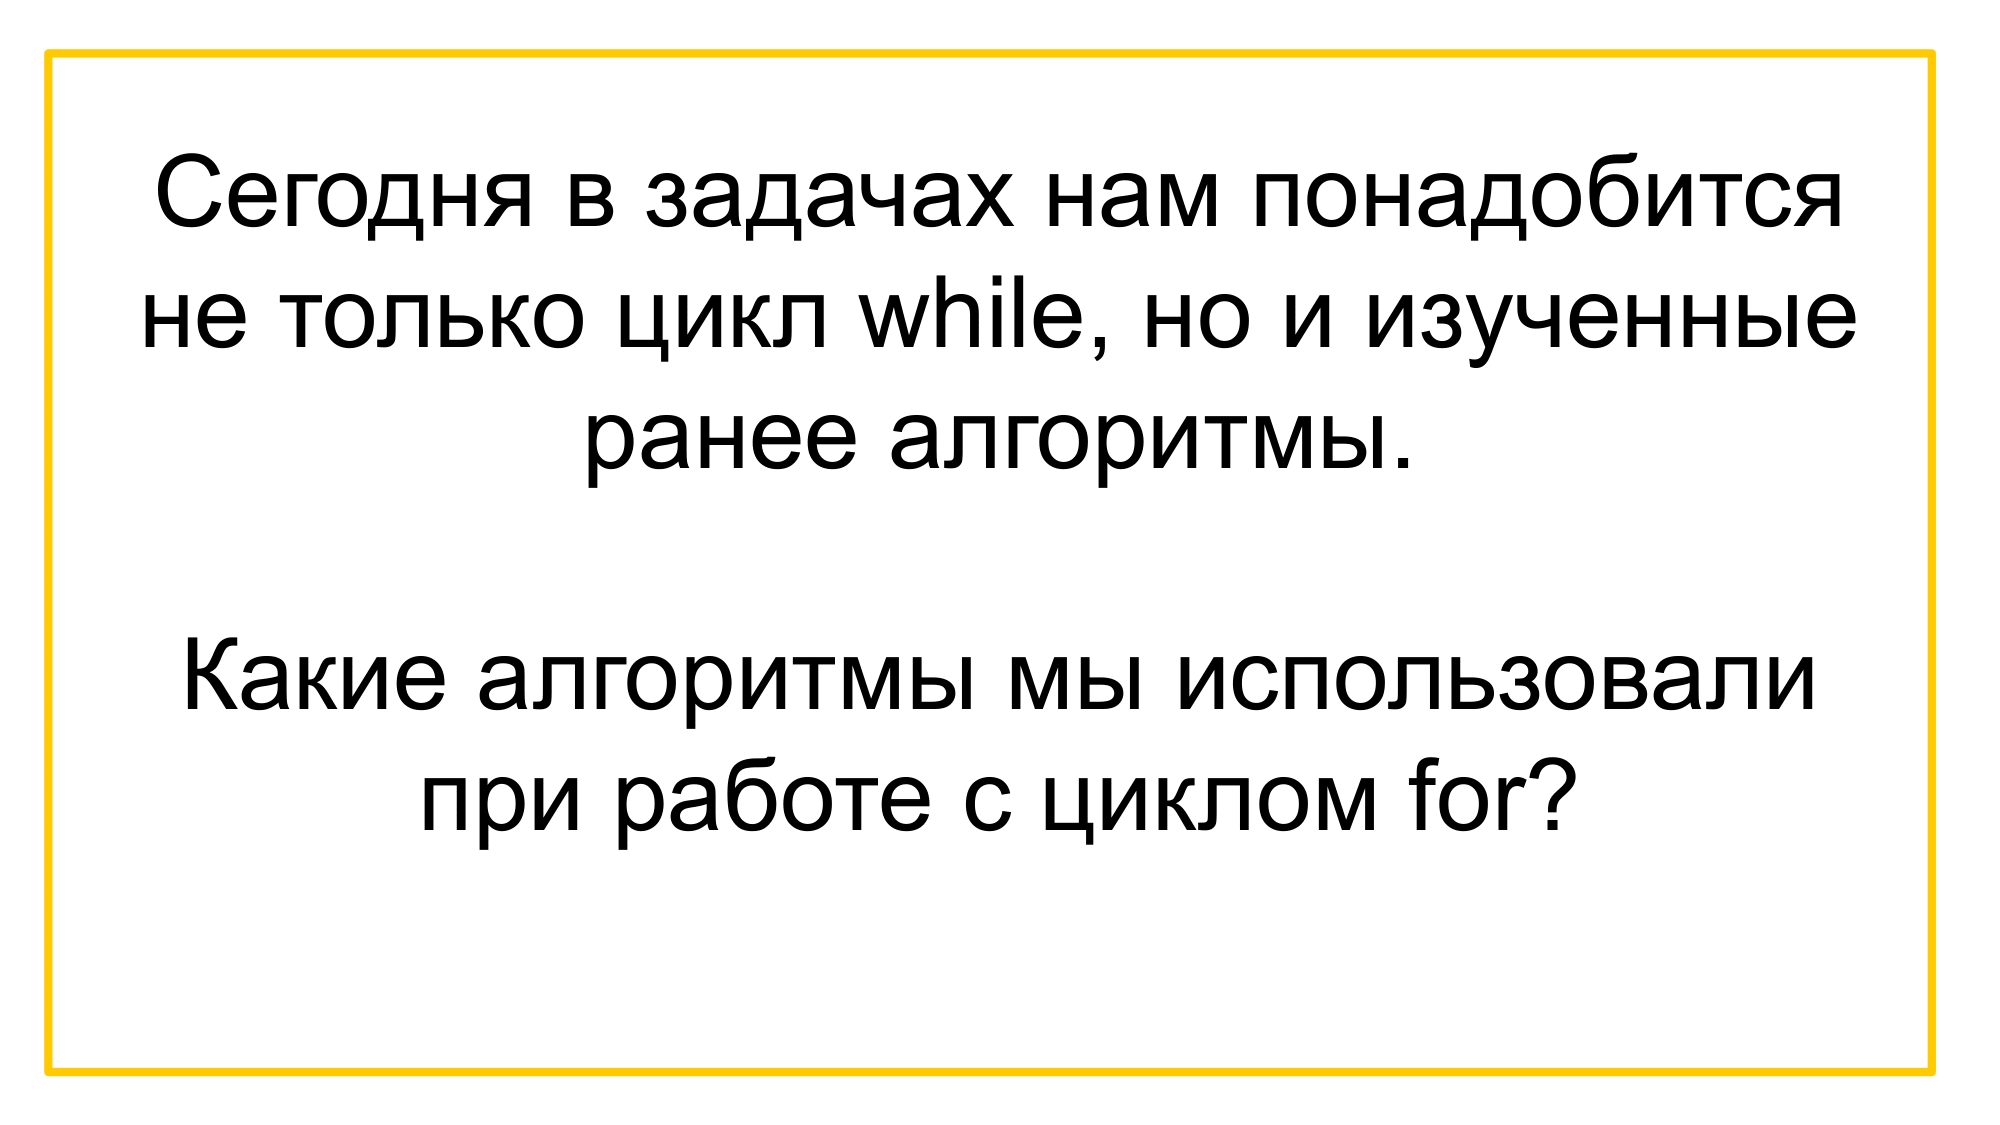 Сегодня в задачах нам понадобится
не только цикл while, но и изученные
ранее алгоритмы.
Какие алгоритмы мы использовали
при работе с циклом for?